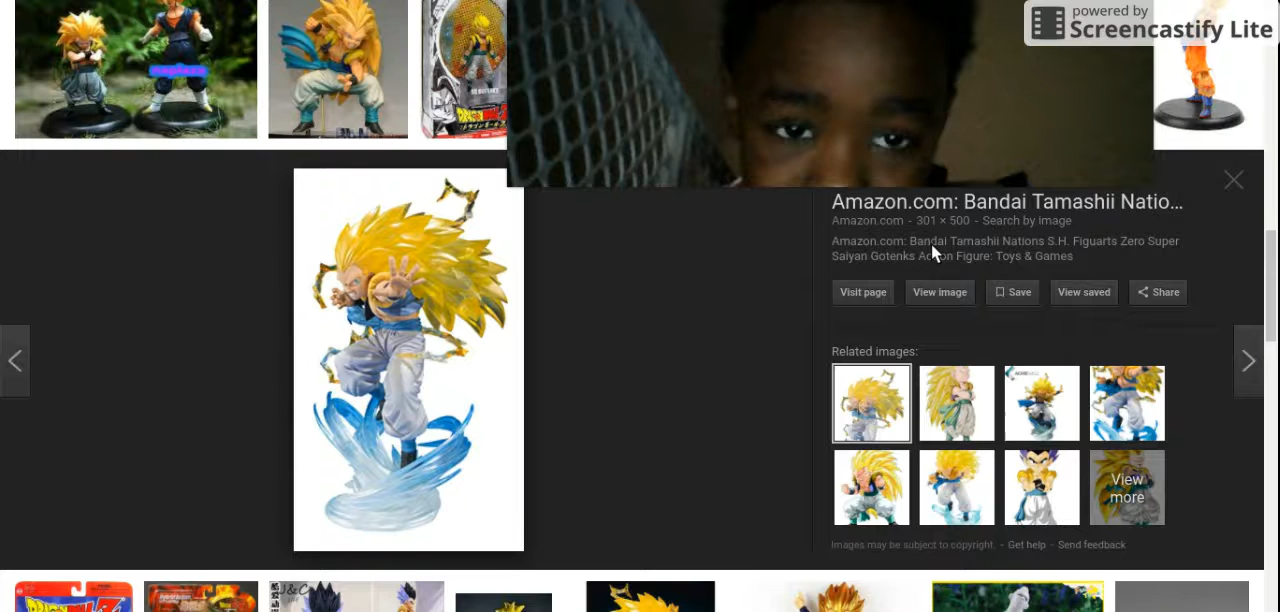 powered by
Screencastify Lite
Amazon.com: Bandai Tamashii Natio...
Amazon.com - 301 × 500 - Search by image
Amazon.com: Bandai Tamashii Nations S.H. Figuarts Zero Super
Saiyan Gotenks Action Figure: Toys & Games
Visit page
View image
Save
View saved
Share
Related images:
View
more
Images may be subject to copyright. - Get help - Send feedback
J&C